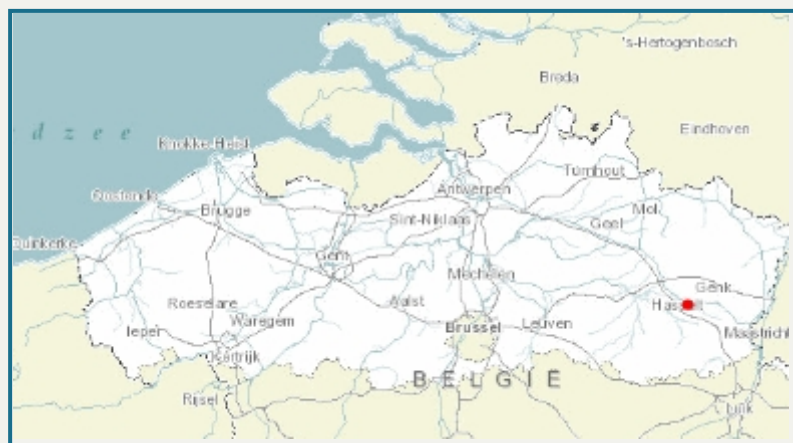 's-Hertogenbosch
Breda
d z e e
Eindhoven
Knokke-Heist
Turnhout
Antwerpen
Oostende
Mol
Brugge
Sint-Niklaas
Geel
Duinkerke
Gent
Mechelen
Genk
Roeselare
Aalst
Hasselt
Ieper
Waregem
Brussel
Leuven
Maastricht
Kortrijk
BELGIË
Rijsel
Luik